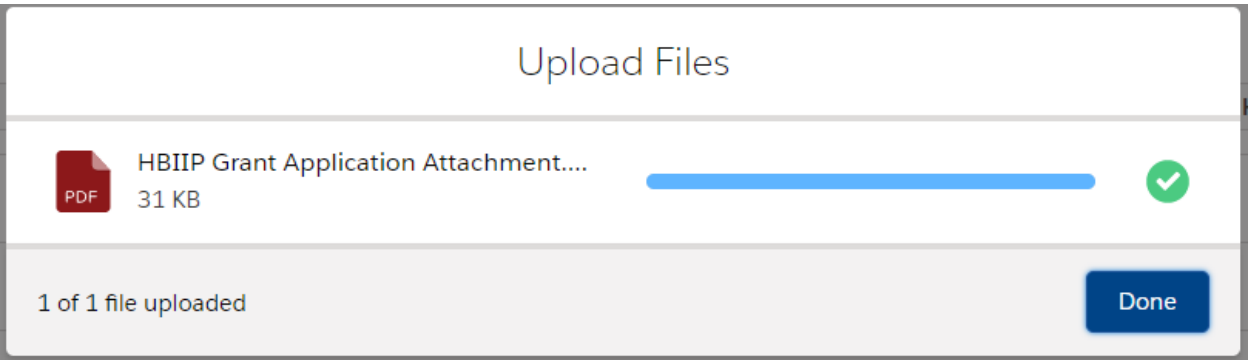 Upload Files
HBIIP Grant Application Attachment....
PDF
31 KB
1 of 1 file uploaded
Done